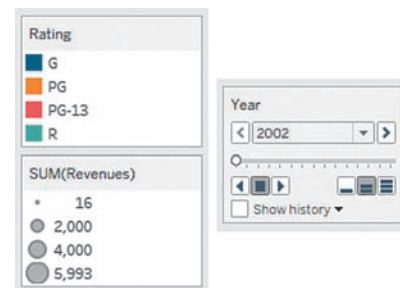 Rating
G
PG
PG-13
R
SUM(Revenues)
16
2,000
4,000
5,993
Year
2002
Show history